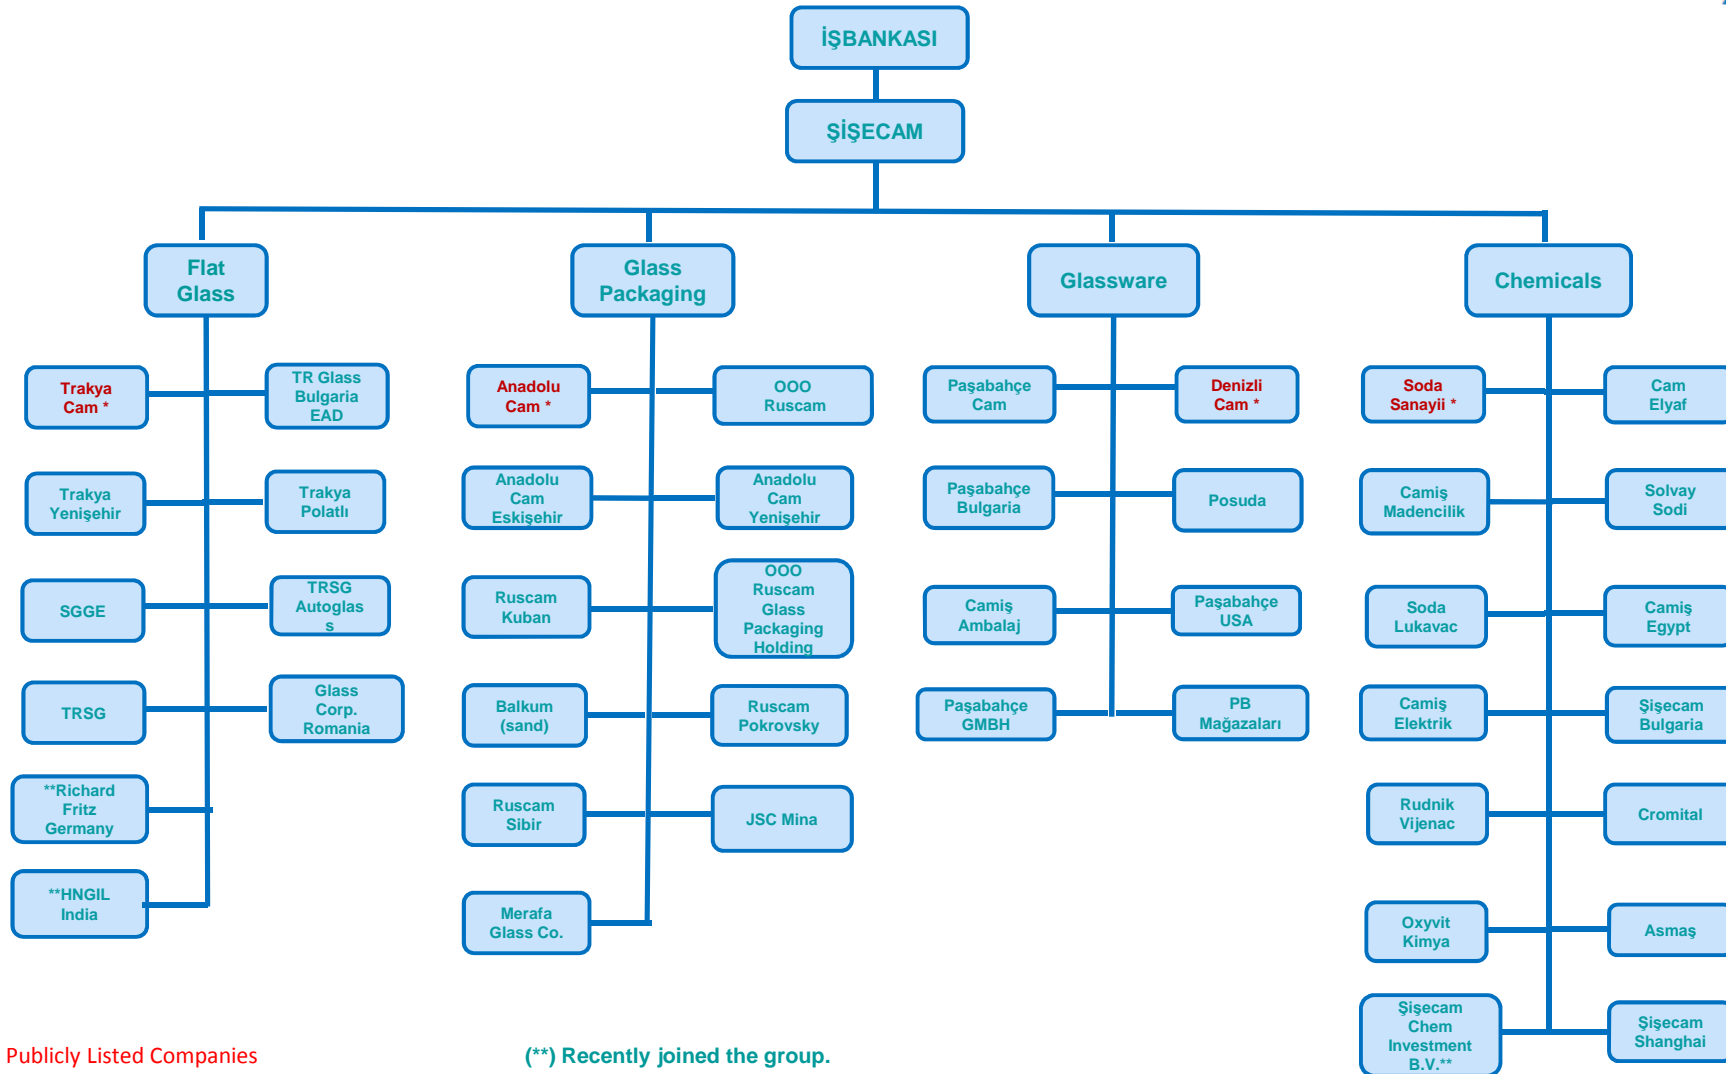 İŞBANKASI
ŞİŞECAM
Flat
Glass
Glass
Packaging
Glassware
Chemicals
Trakya
Cam *
TR Glass
Bulgaria
EAD
Trakya
Yenişehir
Trakya
Polatlı
SGGE
TRSG
Autoglas
s
TRSG
Glass
Corp.
Romania
**Richard
Fritz
Germany
**HNGIL
India
Anadolu
Cam *
OOO
Ruscam
Anadolu
Cam
Eskişehir
Anadolu
Cam
Yenişehir
Ruscam
Kuban
OOO
Ruscam
Glass
Packaging
Holding
Balkum
(sand)
Ruscam
Pokrovsky
Ruscam
Sibir
JSC Mina
Merafa
Glass Co.
Paşabahçe
Cam
Denizli
Cam *
Paşabahçe
Bulgaria
Posuda
Camiş
Ambalaj
Paşabahçe
USA
Paşabahçe
GMBH
PB
Mağazaları
Soda
Sanayii *
Cam
Elyaf
Camiş
Madencilik
Solvay
Sodi
Soda
Lukavac
Camiş
Egypt
Camiş
Elektrik
Şişecam
Bulgaria
Rudnik
Vijenac
Cromital
Oxyvit
Kimya
Asmaş
Şişecam
Chem
Investment
B.V.**
Şişecam
Shanghai
Publicly Listed Companies
(**) Recently joined the group.